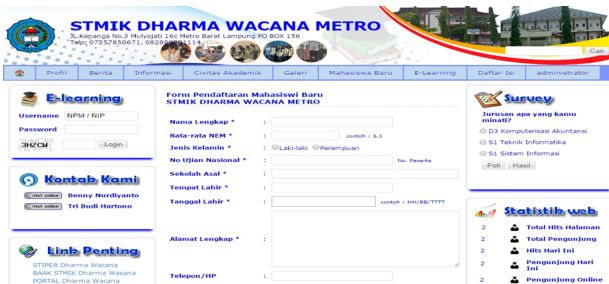 STMIK DHARMA WACANA METRO
JL.Kenanga No.3 Mulyojati 16c Metro Barat Lampung PO BOX 156
Cari
Profil
Berita
Informasi
Civitas Akademik
Galeri
Mahasiswa Baru
E-Learning
Daftar Isi
administrator
E-Learning
Username NPM / NIP
Password
Login
Kontak Kami
Benny Nurdiyanto
Tri Budi Hartono
Link Penting
STIPER Dharma Wacana
BAAK STMIK Dharma Wacana
PORTAL Dharma Wacana
Form Pendaftaran Mahasiswi Baru
STMIK DHARMA WACANA METRO
Nama Lengkap * :
Rata-rata NEM * : contoh : 6.1
Jenis Kelamin * : Laki-laki Perempuan
No Ujian Nasional * : No. Peserta
Sekolah Asal * :
Tempat Lahir * :
Tanggal Lahir * : contoh : HH/BB/TTTT
Alamat Lengkap * :
Telepon/HP :
Survey
Jurusan apa yang kamu
minati?
D3 Komputerisasi Akuntansi
S1 Teknik Informatika
S1 Sistem Informasi
Poll Hasil
Statistik web
2 Total Hits Halaman
2 Total Pengunjung
2 Hits Hari Ini
2 Pengunjung Hari
Ini
2 Pengunjung Online